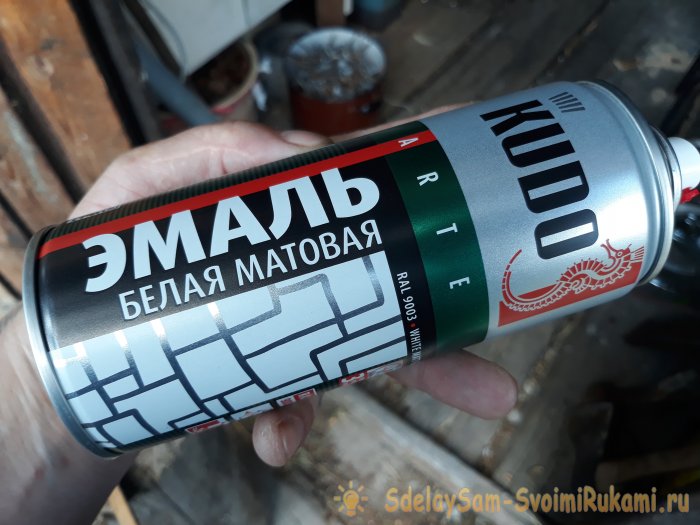 KUDO
ARTE
ЭМАЛЬ
БЕЛАЯ МАТОВАЯ
RAL 9003 •
SdelaySam-SvoimiRukami.ru